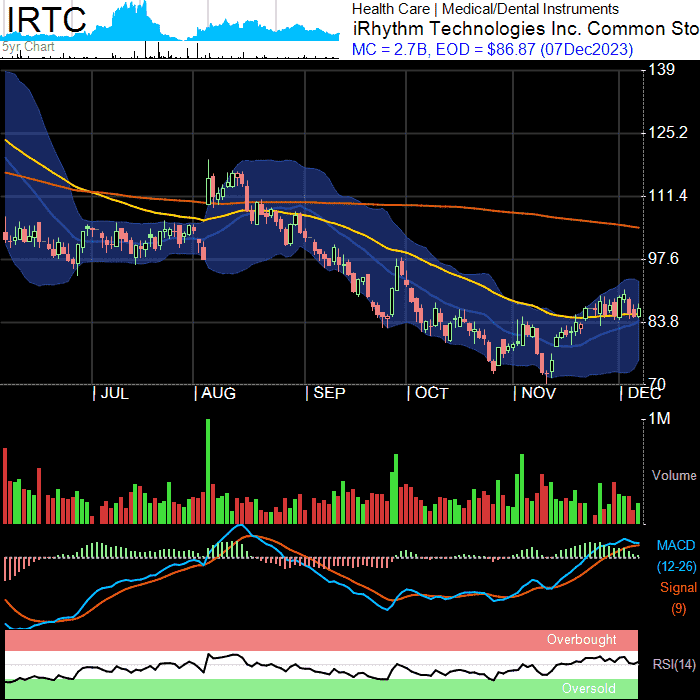 IRTC
5yr Chart
Health Care | Medical/Dental Instruments
iRhythm Technologies Inc. Common Sto
MC = 2.7B, EOD = $86.87 (07Dec2023)
139
125.2
111.4
97.6
83.8
70
JUL AUG SEP OCT NOV DEC
1M
Volume
MACD
(12-26)
Signal
(9)
Overbought
RSI(14)
Oversold